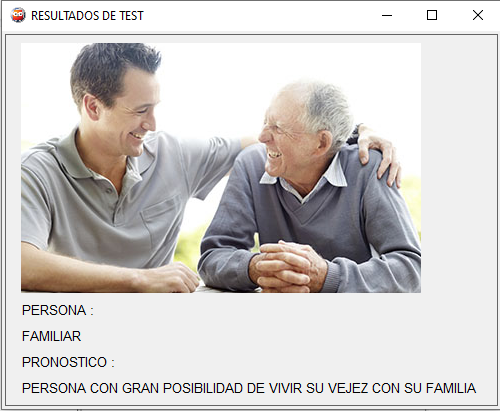 RESULTADOS DE TEST
PERSONA :
FAMILIAR
PRONOSTICO :
PERSONA CON GRAN POSIBILIDAD DE VIVIR SU VEJEZ CON SU FAMILIA